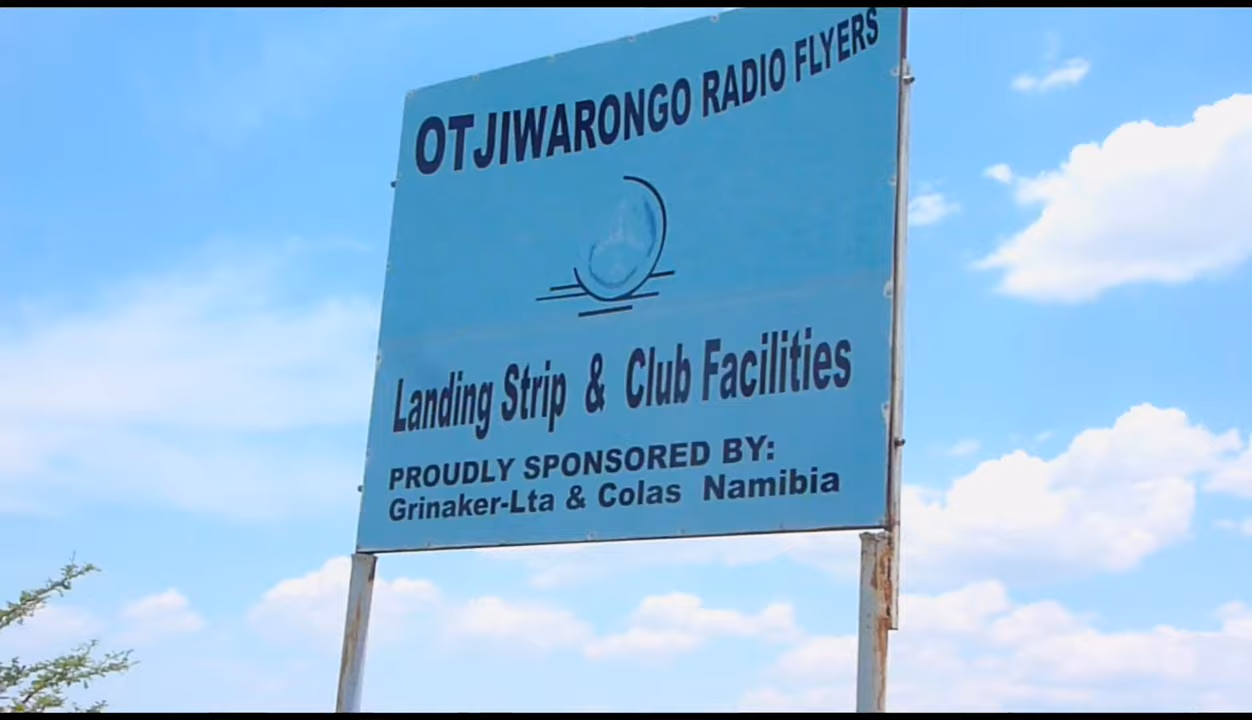 OTJIWARONGO RADIO FLYERS
Landing Strip & Club Facilities
PROUDLY SPONSORED BY:
Grinaker-Lta & Colas Namibia